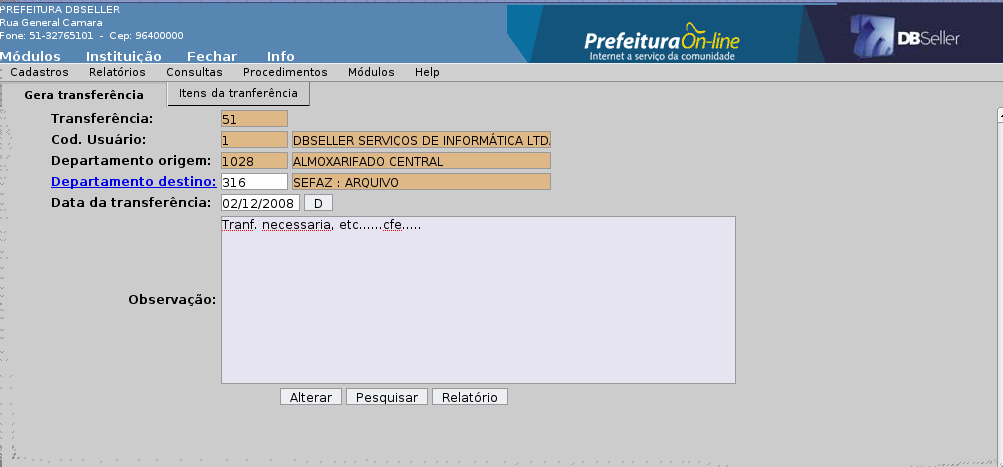 PREFEITURA DBSELLER
Rua General Camara
Fone: 51-32765101 - Cep: 96400000
PrefeituraOn-line
Internet a serviço da comunidade
DBSeller
Módulos Instituição Fechar Info
Cadastros Relatórios Consultas Procedimentos Módulos Help
Gera transferência Itens da tranferência
Transferência: 51
Cod. Usuário: 1 DBSELLER SERVIÇOS DE INFORMÁTICA LTD.
Departamento origem: 1028 ALMOXARIFADO CENTRAL
Departamento destino: 316 SEFAZ : ARQUIVO
Data da transferência: 02/12/2008 D
Tranf. necessaria, etc......cfe.....
Observação:
Alterar Pesquisar Relatório